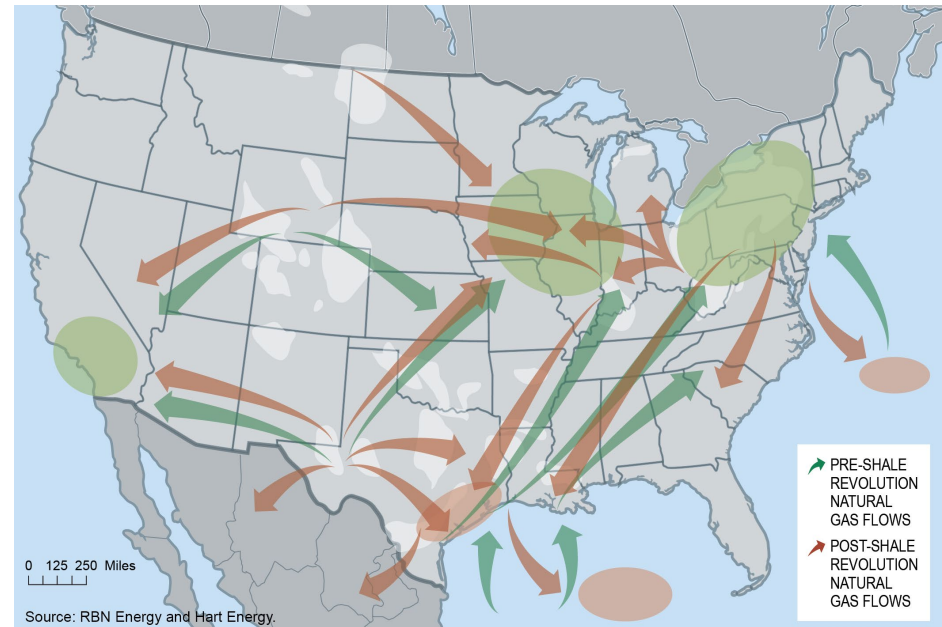 PRE-SHALE
REVOLUTION
NATURAL
GAS FLOWS
POST-SHALE
REVOLUTION
NATURAL
GAS FLOWS
0 125 250 Miles
Source: RBN Energy and Hart Energy.